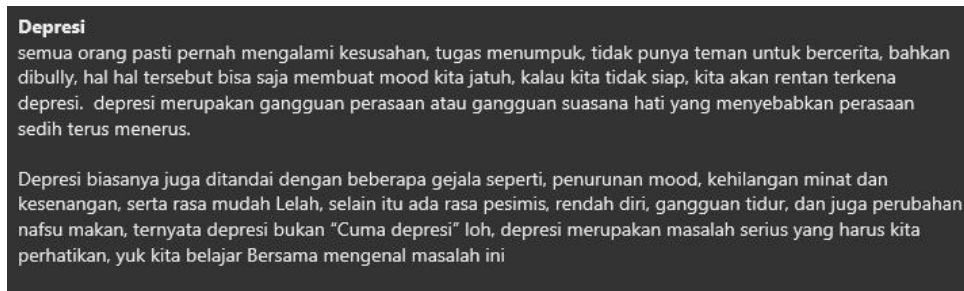 Depresi
semua orang pasti pernah mengalami kesusahan, tugas menumpuk, tidak punya teman untuk bercerita, bahkan
dibully, hal hal tersebut bisa saja membuat mood kita jatuh, kalau kita tidak siap, kita akan rentan terkena
depresi.  depresi merupakan gangguan perasaan atau gangguan suasana hati yang menyebabkan perasaan
sedih terus menerus.

Depresi biasanya juga ditandai dengan beberapa gejala seperti, penurunan mood, kehilangan minat dan
kesenangan, serta rasa mudah Lelah, selain itu ada rasa pesimis, rendah diri, gangguan tidur, dan juga perubahan
nafsu makan, ternyata depresi bukan “Cuma depresi” loh, depresi merupakan masalah serius yang harus kita
perhatikan, yuk kita belajar Bersama mengenal masalah ini